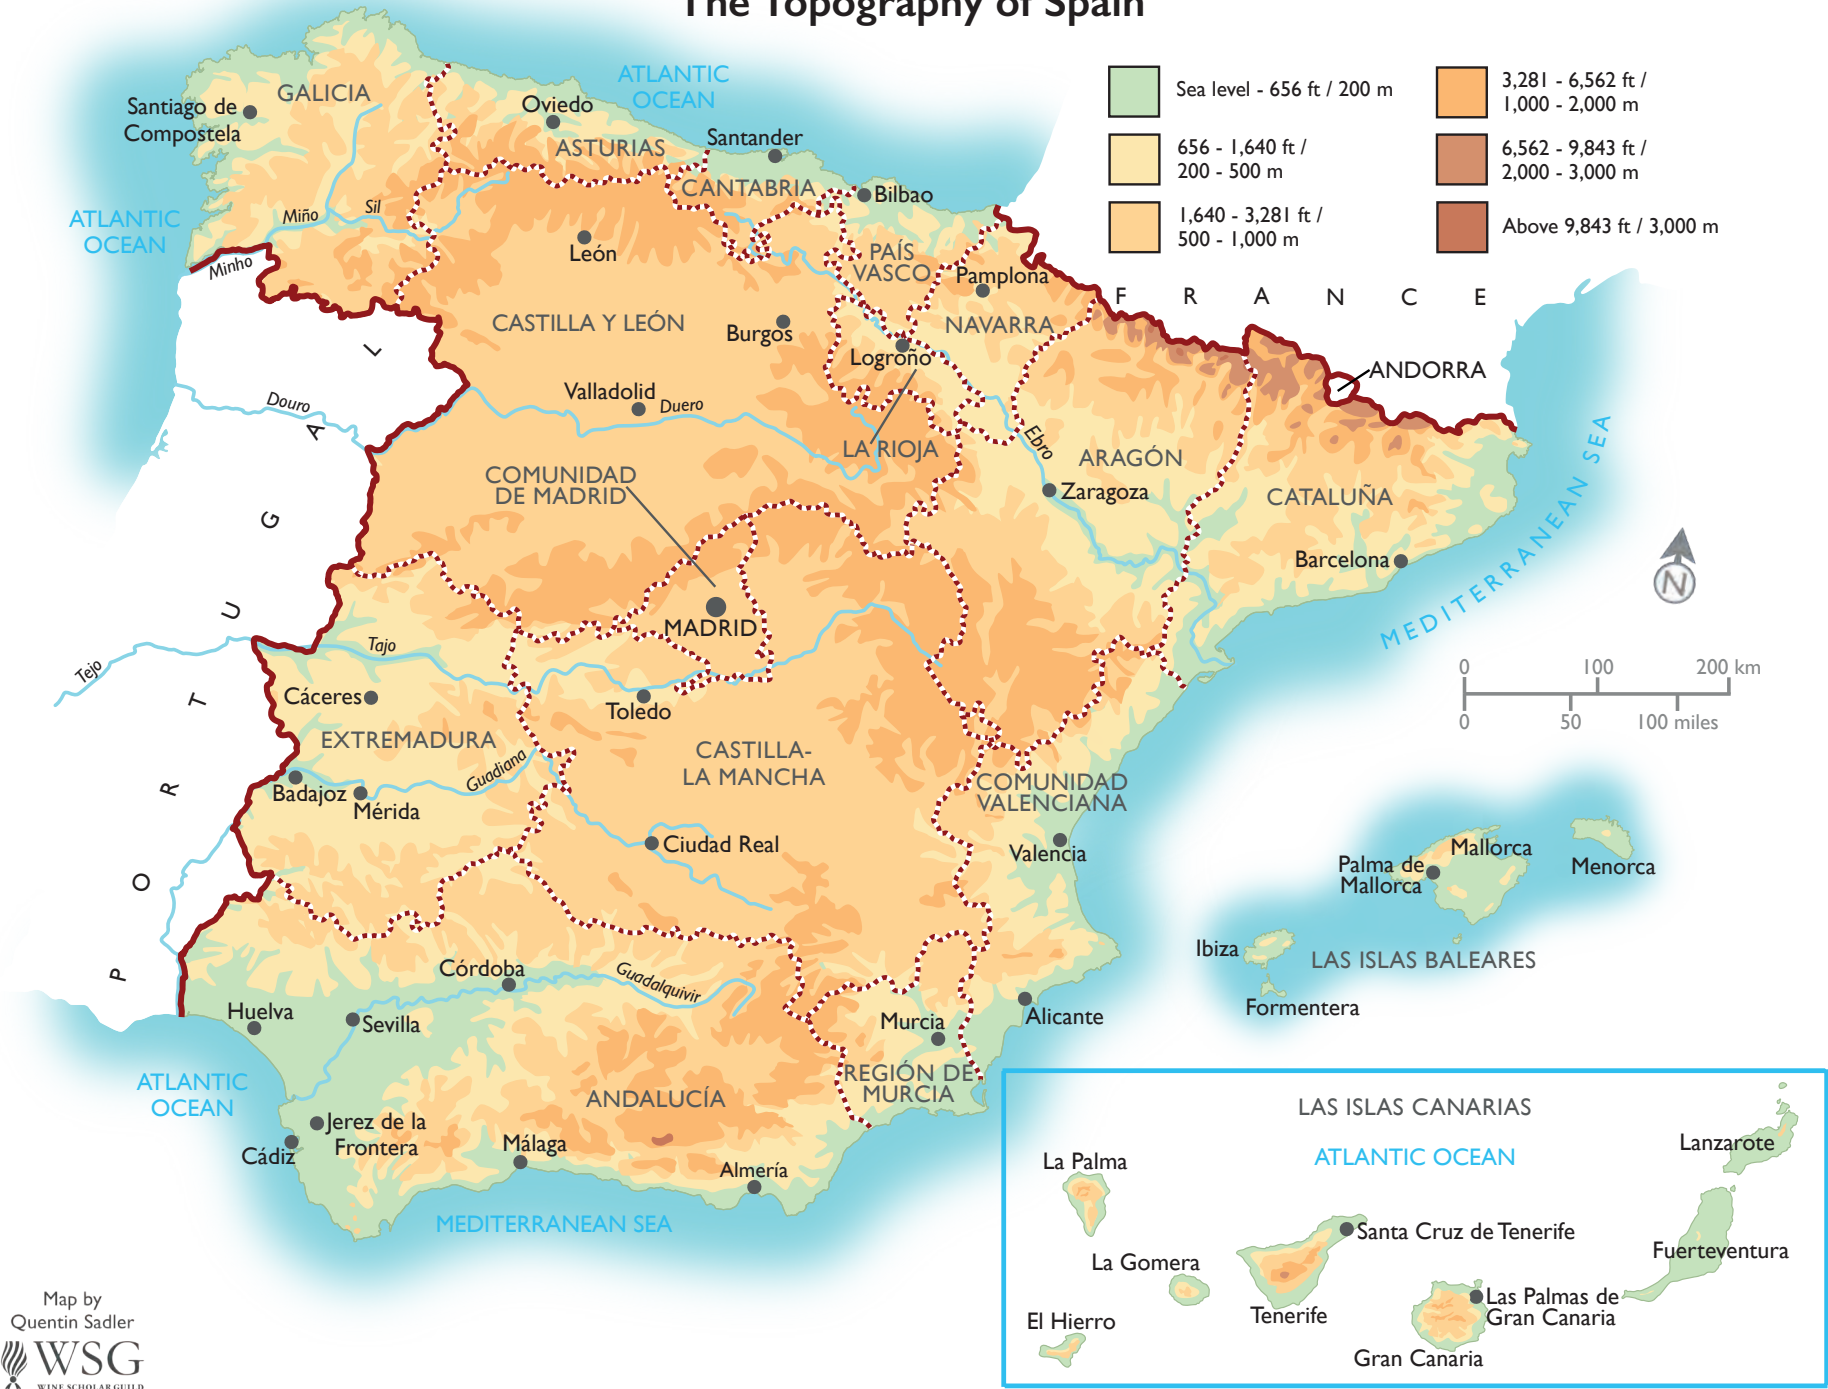 The Topography of Spain
Sea level - 656 ft / 200 m
656 - 1,640 ft /
200 - 500 m
1,640 - 3,281 ft /
500 - 1,000 m
3,281 - 6,562 ft /
1,000 - 2,000 m
6,562 - 9,843 ft /
2,000 - 3,000 m
Above 9,843 ft / 3,000 m
ATLANTIC
OCEAN
GALICIA
Santiago de
Compostela
Oviedo
ASTURIAS
Santander
CANTABRIA
Bilbao
ATLANTIC
OCEAN
Miño
Sil
Minho
León
PAÍS
VASCO
Pamplona
NAVARRA
FRANCE
ANDORRA
CASTILLA Y LEÓN
Burgos
Logroño
Valladolid
Duero
Douro
LA RIOJA
Ebro
ARAGÓN
Zaragoza
CATALUÑA
Barcelona
MEDITERRANEAN SEA
N
COMUNIDAD
DE MADRID
MADRID
PORTUGAL
Tejo
Tajo
Cáceres
Toledo
EXTREMADURA
Guadiana
Badajoz
Mérida
CASTILLA-
LA MANCHA
Ciudad Real
COMUNIDAD
VALENCIANA
Valencia
0 100 200 km
0 50 100 miles
Mallorca
Palma de
Mallorca
Menorca
Ibiza
LAS ISLAS BALEARES
Formentera
Córdoba
Guadalquivir
Huelva
Sevilla
Murcia
Alicante
REGIÓN DE
MURCIA
ATLANTIC
OCEAN
ANDALUCÍA
Jerez de la
Frontera
Cádiz
Málaga
Almería
MEDITERRANEAN SEA
LAS ISLAS CANARIAS
ATLANTIC OCEAN
Lanzarote
La Palma
Santa Cruz de Tenerife
Fuerteventura
La Gomera
Tenerife
Las Palmas de
Gran Canaria
El Hierro
Gran Canaria
Map by
Quentin Sadler
WSG
WINE SCHOLAR GUILD